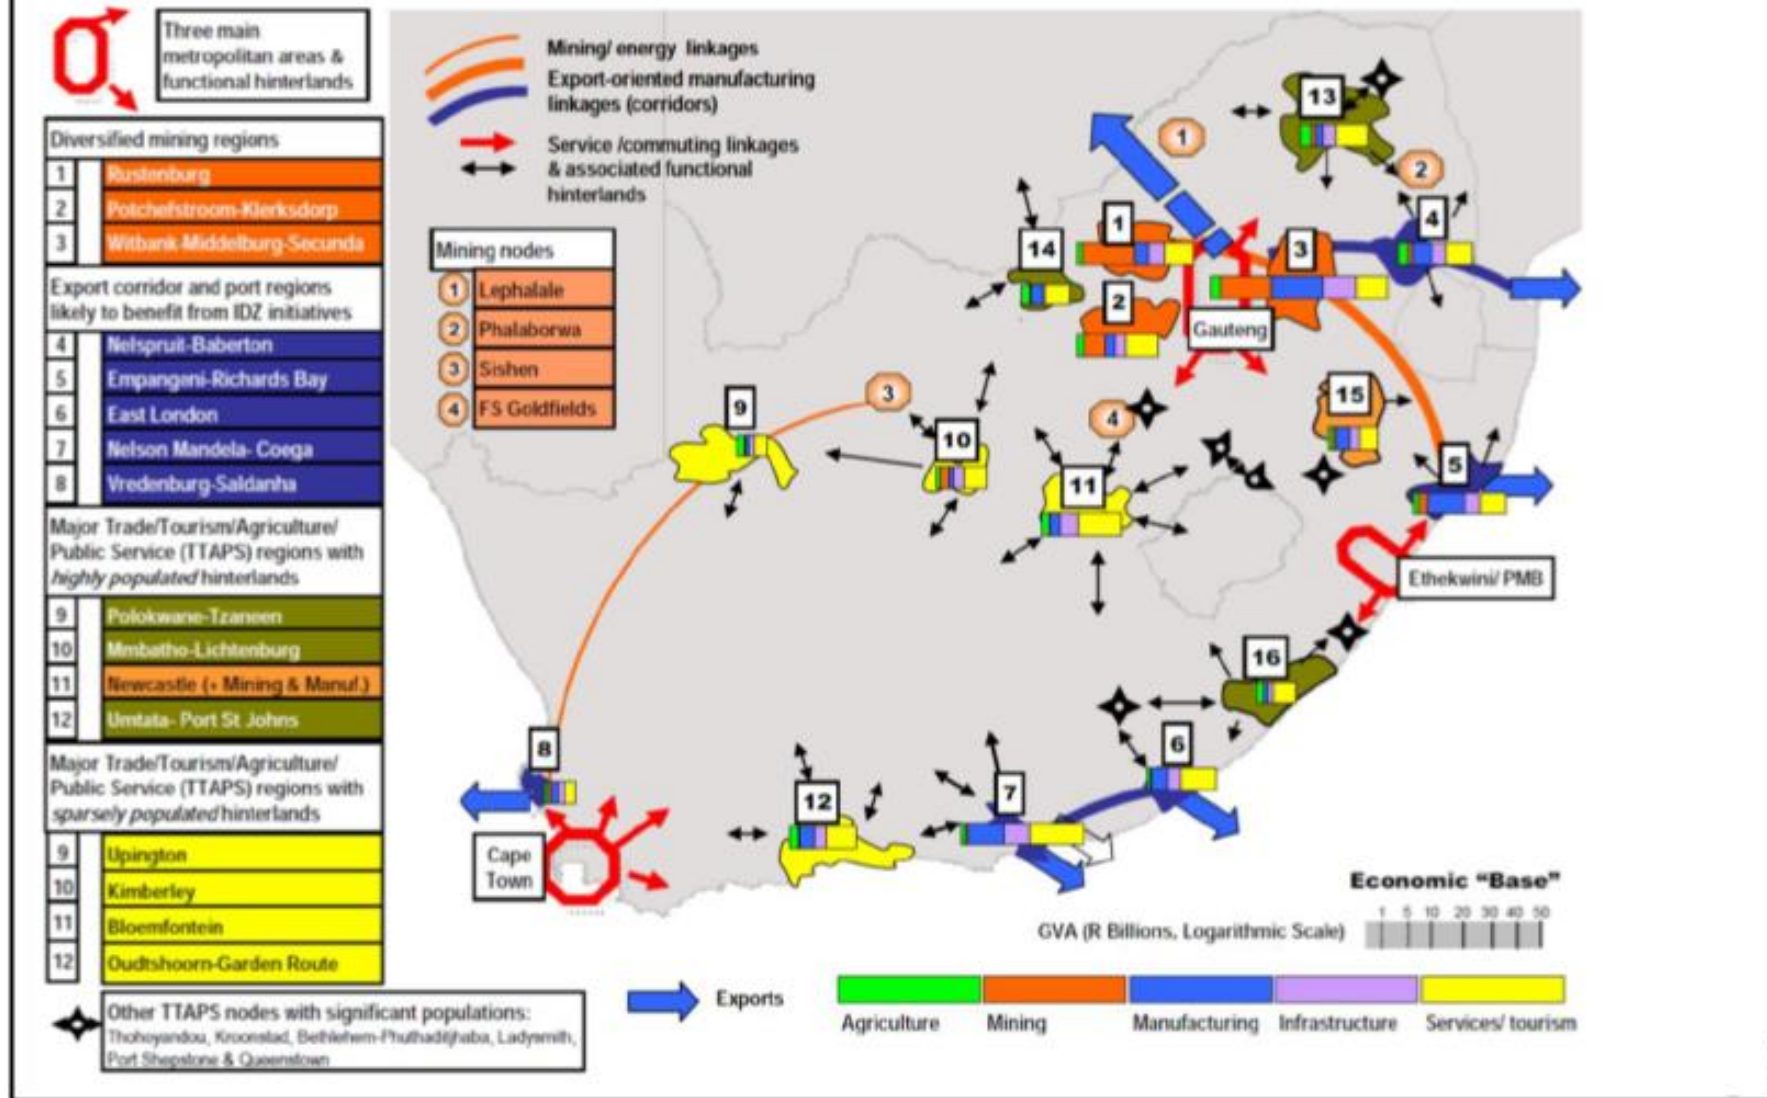 Three main
metropolitan areas &
functional hinterlands
Diversified mining regions
1 Rustenburg
2 Potchefstroom-Klerksdorp
3 Witbank-Middelburg-Secunda
Export corridor and port regions
likely to benefit from IDZ initiatives
4 Nelspruit-Baberton
5 Empangeni-Richards Bay
6 East London
7 Nelson Mandela- Coega
8 Vredenburg-Saldanha
Major Trade/Tourism/Agriculture/
Public Service (TTAPS) regions with
highly populated hinterlands
9 Polokwane-Tzaneen
10 Mmbatho-Lichtenburg
11 Newcastle (+ Mining & Manuf.)
12 Umtata- Port St Johns
Major Trade/Tourism/Agriculture/
Public Service (TTAPS) regions with
sparsely populated hinterlands
9 Upington
10 Kimberley
11 Bloemfontein
12 Oudtshoorn-Garden Route
Other TTAPS nodes with significant populations:
Thohoyandou, Kroonstad, Bethlehem-Phuthaditjhaba, Ladysmith,
Port Shepstone & Queenstown
Mining/ energy linkages
Export-oriented manufacturing
linkages (corridors)
Service /commuting linkages
& associated functional
hinterlands
Mining nodes
1 Lephalale
2 Phalaborwa
3 Sishen
4 FS Goldfields
13
1
2
4
1
3
14
2
Gauteng
9
3
10
4
15
11
5
Ethekwini/ PMB
16
6
8
7
12
Cape
Town
Economic "Base"
1 5 10 20 30 40 50
GVA (R Billions, Logarithmic Scale)
Exports
Agriculture Mining Manufacturing Infrastructure Services/ tourism